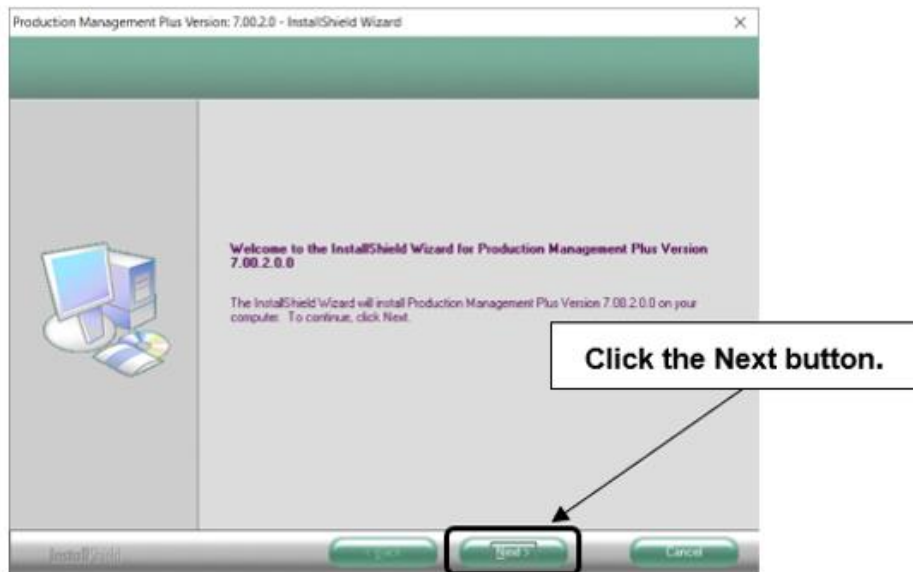 Production Management Plus Version: 7.00.2.0 - InstallShield Wizard
Welcome to the InstallShield Wizard for Production Management Plus Version
7.00.2.0.0
The InstallShield Wizard will install Production Management Plus Version 7.00.2.0.0 on your
computer. To continue, click Next.
Click the Next button.
InstallShield
< Back
Next >
Cancel